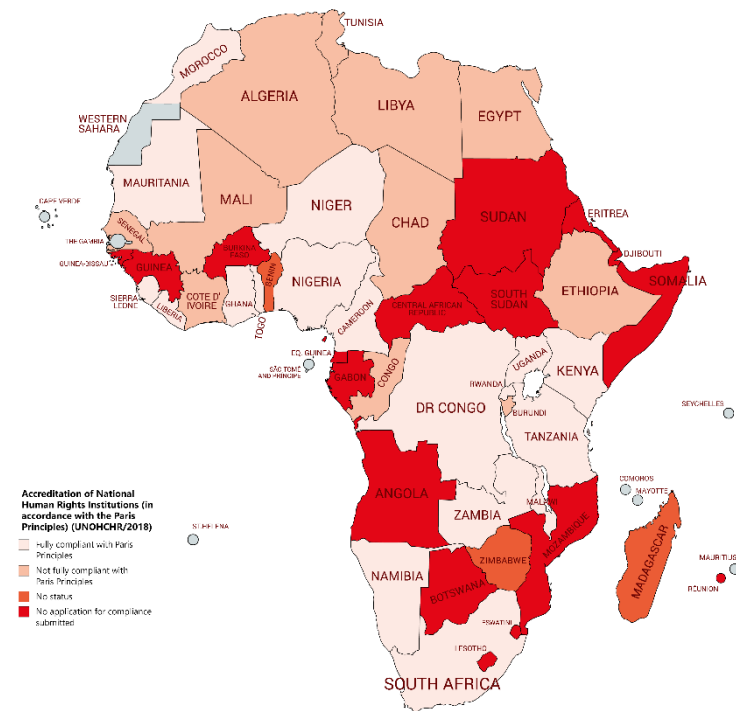 TUNISIA
MOROCCO
ALGERIA
LIBYA
EGYPT
WESTERN
SAHARA
MAURITANIA
MALI
NIGER
CHAD
SUDAN
ERITREA
CAPE VERDE
SENEGAL
THE GAMBIA
GUINEA-BISSAU
GUINEA
BURKINA
FASO
BENIN
NIGERIA
DJIBOUTI
SOMALIA
ETHIOPIA
SOUTH
SUDAN
CENTRAL AFRICAN
REPUBLIC
CAMEROON
SIERRA
LEONE
LIBERIA
COTE D'
IVOIRE
GHANA
TOGO
EQ. GUINEA
SÃO TOMÉ
AND PRINCIPE
GABON
CONGO
UGANDA
KENYA
RWANDA
DR CONGO
BURUNDI
TANZANIA
SEYCHELLES
COMOROS
MAYOTTE
ANGOLA
MALAWI
ZAMBIA
MOZAMBIQUE
ST.HELENA
ZIMBABWE
MADAGASCAR
MAURITIUS
RÉUNION
NAMIBIA
BOTSWANA
ESWATINI
LESOTHO
SOUTH AFRICA
Accreditation of National
Human Rights Institutions (in
accordance with the Paris
Principles) (UNOHCHR/2018)
Fully compliant with Paris
Principles
Not fully compliant with
Paris Principles
No status
No application for compliance
submitted